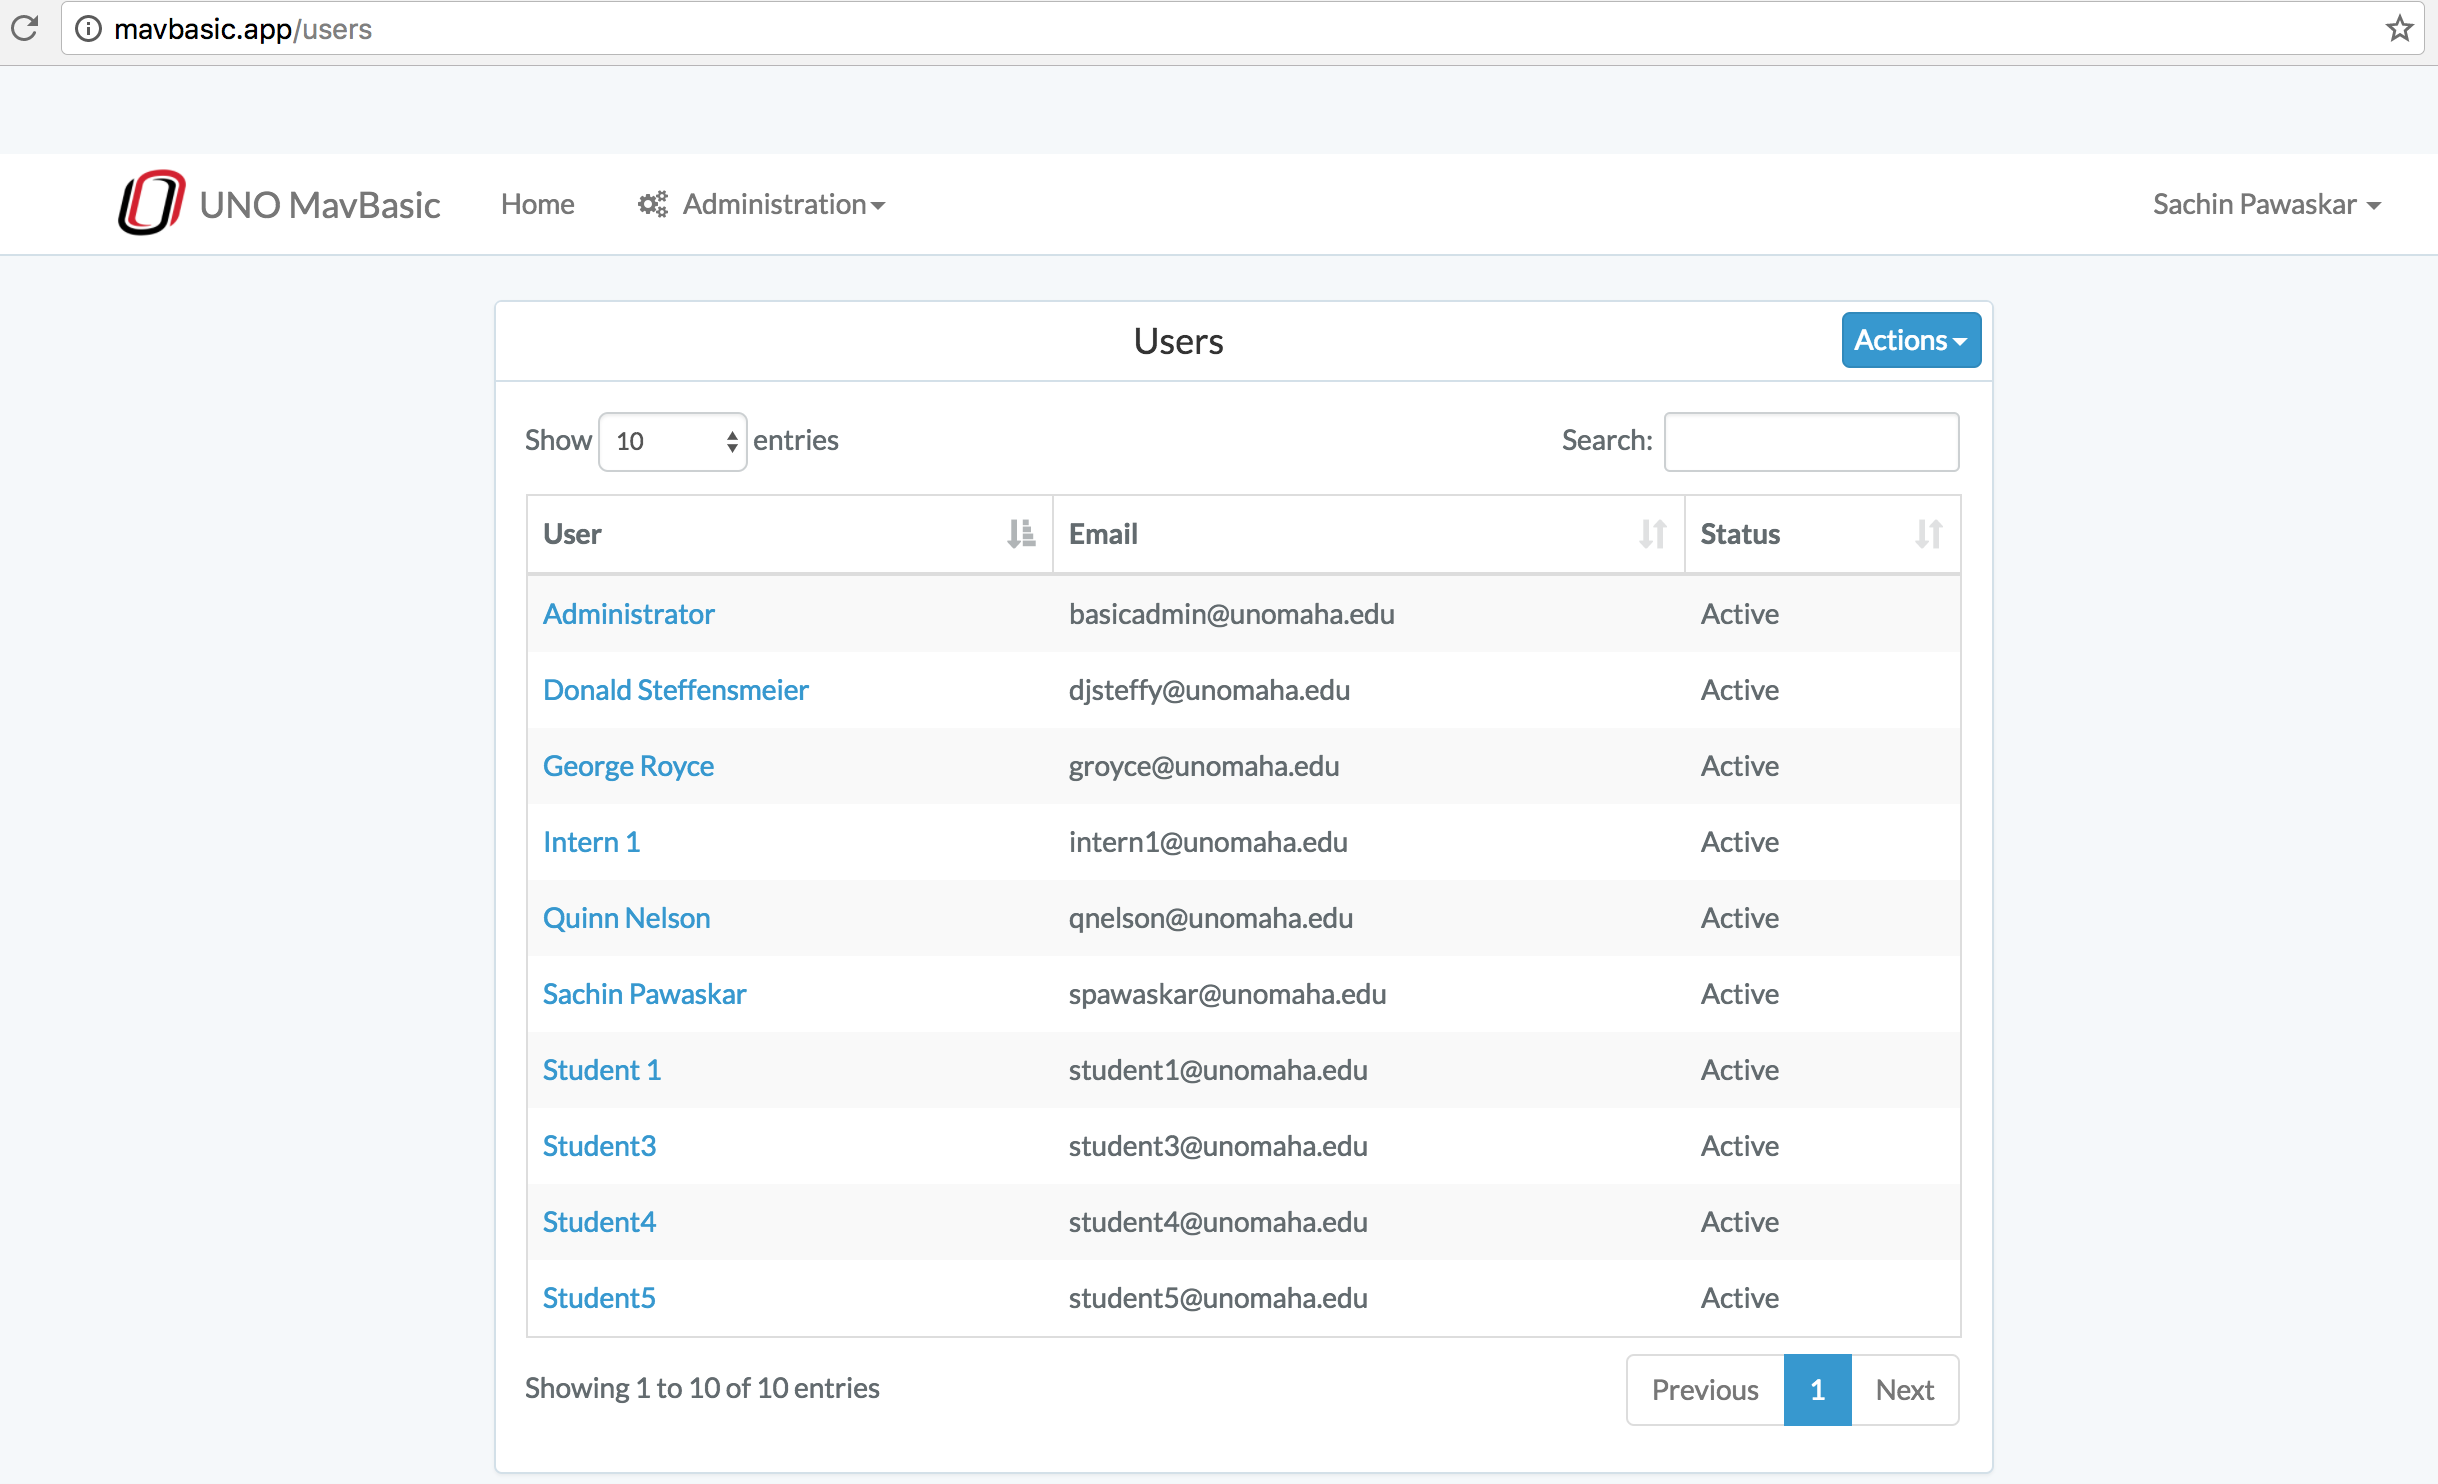 mavbasic.app/users
UNO MavBasic Home Administration Sachin Pawaskar
Users Actions
Show 10 entries Search:
User Email Status
Administrator basicadmin@unomaha.edu Active
Donald Steffensmeier djsteffy@unomaha.edu Active
George Royce groyce@unomaha.edu Active
Intern 1 intern1@unomaha.edu Active
Quinn Nelson qnelson@unomaha.edu Active
Sachin Pawaskar spawaskar@unomaha.edu Active
Student 1 student1@unomaha.edu Active
Student3 student3@unomaha.edu Active
Student4 student4@unomaha.edu Active
Student5 student5@unomaha.edu Active
Showing 1 to 10 of 10 entries Previous 1 Next